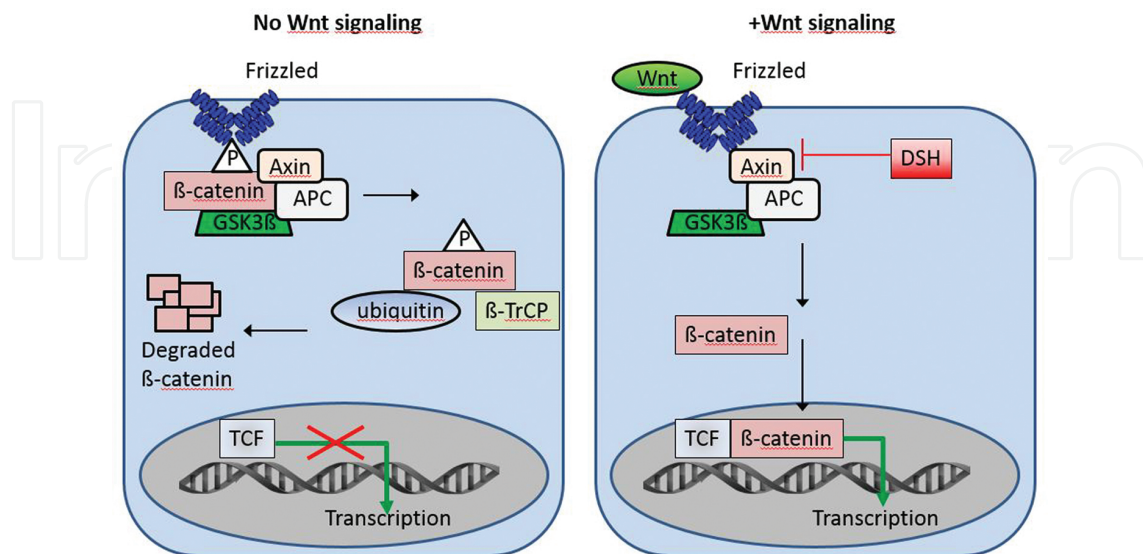 No Wnt signaling
Frizzled
P
Axin
ß-catenin
APC
GSK3ß
P
ß-catenin
ubiquitin
ß-TrCP
Degraded
ß-catenin
TCF
Transcription
+Wnt signaling
Wnt
Frizzled
Axin
DSH
APC
GSK3ß
ß-catenin
TCF
ß-catenin
Transcription